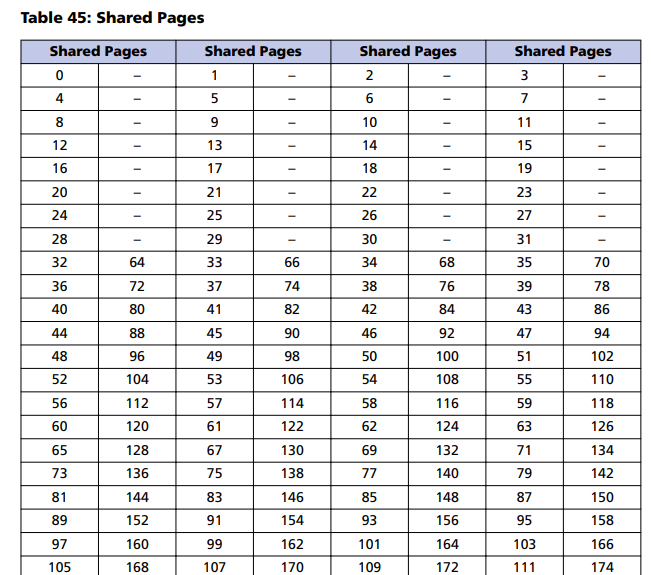 Table 45: Shared Pages
Shared Pages Shared Pages Shared Pages Shared Pages
0 – 1 – 2 – 3 –
4 – 5 – 6 – 7 –
8 – 9 – 10 – 11 –
12 – 13 – 14 – 15 –
16 – 17 – 18 – 19 –
20 – 21 – 22 – 23 –
24 – 25 – 26 – 27 –
28 – 29 – 30 – 31 –
32 64 33 66 34 68 35 70
36 72 37 74 38 76 39 78
40 80 41 82 42 84 43 86
44 88 45 90 46 92 47 94
48 96 49 98 50 100 51 102
52 104 53 106 54 108 55 110
56 112 57 114 58 116 59 118
60 120 61 122 62 124 63 126
65 128 67 130 69 132 71 134
73 136 75 138 77 140 79 142
81 144 83 146 85 148 87 150
89 152 91 154 93 156 95 158
97 160 99 162 101 164 103 166
105 168 107 170 109 172 111 174